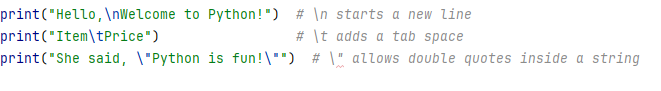 print("Hello,\nWelcome to Python!")  # \n starts a new line
print("Item\tPrice")                 # \t adds a tab space
print("She said, \"Python is fun!\"")  # \" allows double quotes inside a string